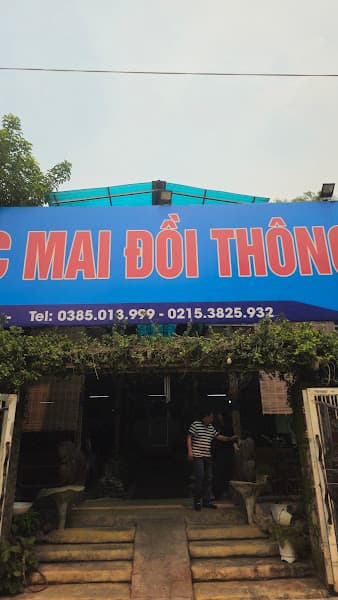 C MAI ĐỒI THÔNG
Tel: 0385.013.999 - 0215.3825.932